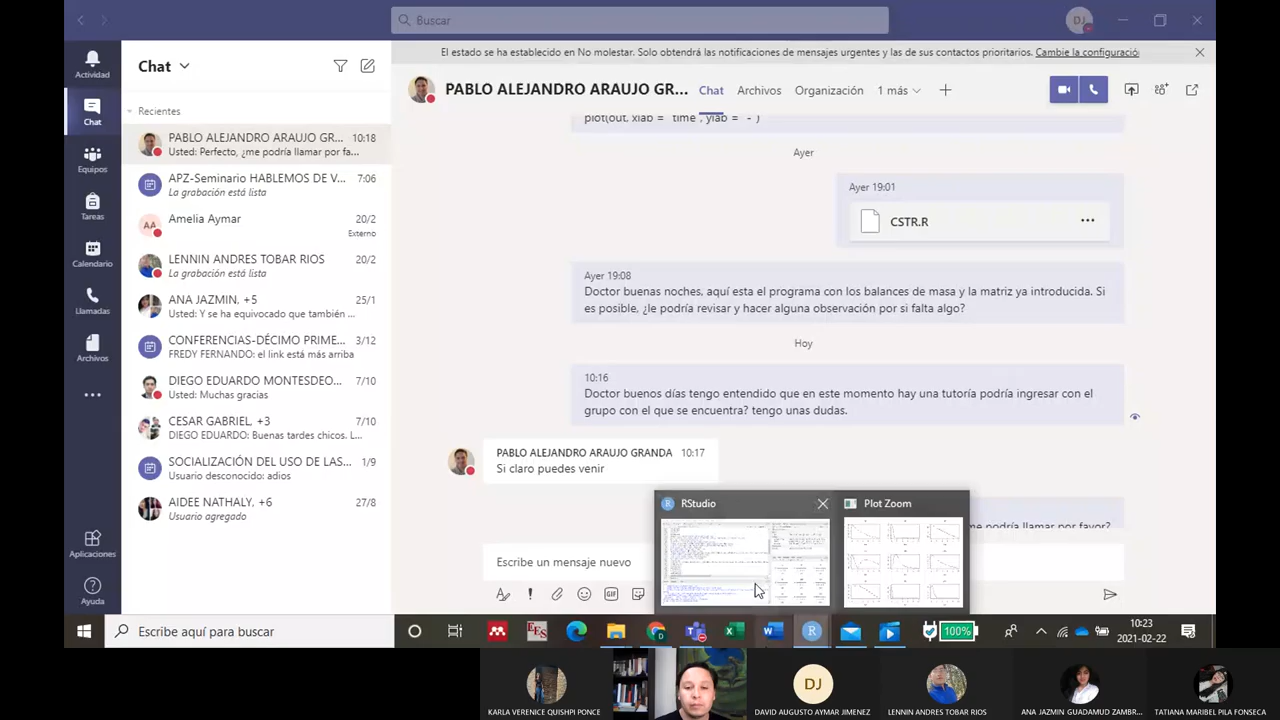 Buscar
DJ
Actividad
Chat
Equipos
Tareas
Calendario
Llamadas
Archivos
Aplicaciones
Ayuda
Chat
Recientes
PABLO ALEJANDRO ARAUJO GR... 10:18
Usted: Perfecto, ¿me podría llamar por fa...
APZ-Seminario HABLEMOS DE V... 7:06
La grabación está lista
AA
Amelia Aymar 20/2
Externo
LENNIN ANDRES TOBAR RIOS 20/2
La grabación está lista
ANA JAZMIN, +5 25/1
Usted: Y se ha equivocado que también ...
CONFERENCIAS-DÉCIMO PRIME... 3/12
FREDY FERNANDO: el link está más arriba
DIEGO EDUARDO MONTESDEO... 7/10
Usted: Muchas gracias
CESAR GABRIEL, +3 7/10
DIEGO EDUARDO: Buenas tardes chicos. L...
SOCIALIZACIÓN DEL USO DE LAS... 1/9
Usuario desconocido: adios
AIDEE NATHALY, +6 27/8
Usuario agregado
El estado se ha establecido en No molestar. Solo obtendrá las notificaciones de mensajes urgentes y las de sus contactos prioritarios. Cambie la configuració
PABLO ALEJANDRO ARAUJO GR... Chat Archivos Organización 1 más
plot(out, xlab = "time", ylab = "-")
Ayer
Ayer 19:01
CSTR.R
Ayer 19:08
Doctor buenas noches, aquí esta el programa con los balances de masa y la matriz ya introducida. Si
es posible, ¿le podría revisar y hacer alguna observación por si falta algo?
Hoy
10:16
Doctor buenos días tengo entendido que en este momento hay una tutoría podría ingresar con el
grupo con el que se encuentra? tengo unas dudas.
PABLO ALEJANDRO ARAUJO GRANDA 10:17
Si claro puedes venir
RStudio
Plot Zoom
me podría llamar por favor?
Escribe un mensaje nuevo
Escribe aquí para buscar
100%
10:23
2021-02-22
KARLA VERENICE QUISHPI PONCE
DJ
DAVID AUGUSTO AYMAR JIMENEZ
LENNIN ANDRES TOBAR RIOS
ANA JAZMIN GUADAMUD ZAMBR...
TATIANA MARIBEL PILA FONSECA